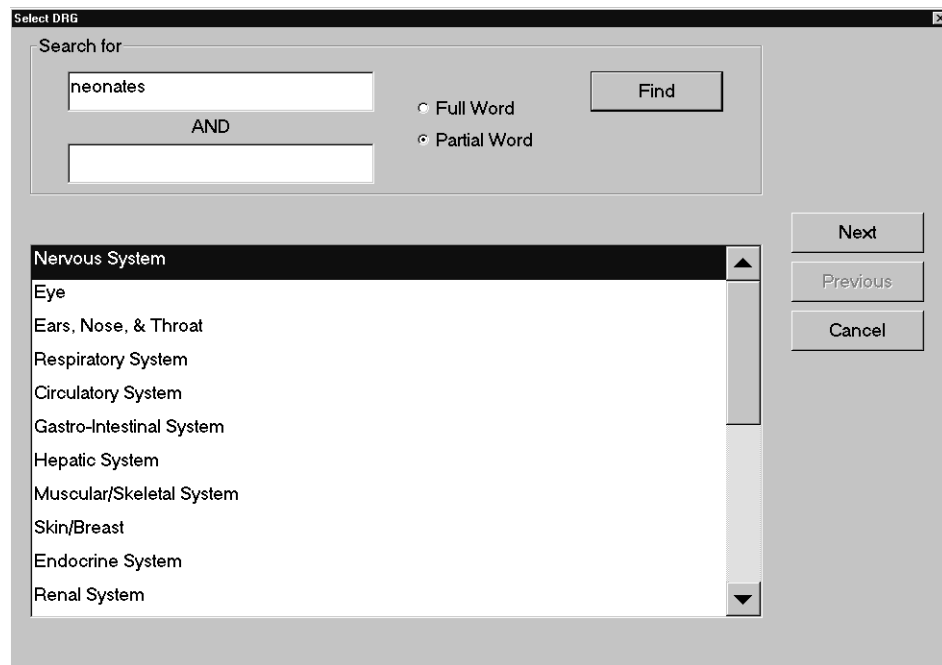 Select DRG
Search for
neonates
AND
Full Word
Partial Word
Find
Next
Previous
Cancel
Nervous System
Eye
Ears, Nose, & Throat
Respiratory System
Circulatory System
Gastro-Intestinal System
Hepatic System
Muscular/Skeletal System
Skin/Breast
Endocrine System
Renal System